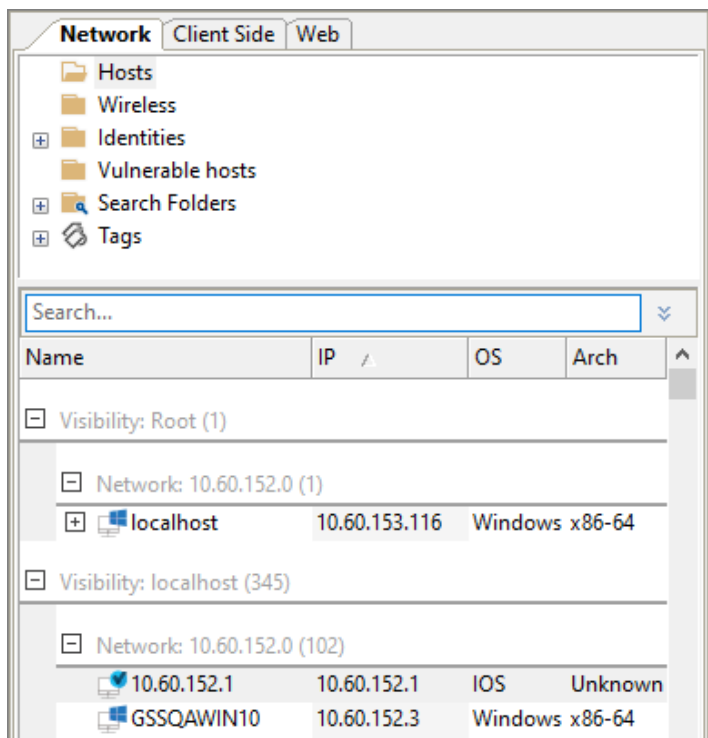 Network Client Side Web
Hosts
Wireless
Identities
Vulnerable hosts
Search Folders
Tags
Search...
Name IP OS Arch
Visibility: Root (1)
Network: 10.60.152.0 (1)
localhost 10.60.153.116 Windows x86-64
Visibility: localhost (345)
Network: 10.60.152.0 (102)
10.60.152.1 10.60.152.1 IOS Unknown
GSSQAWIN10 10.60.152.3 Windows x86-64